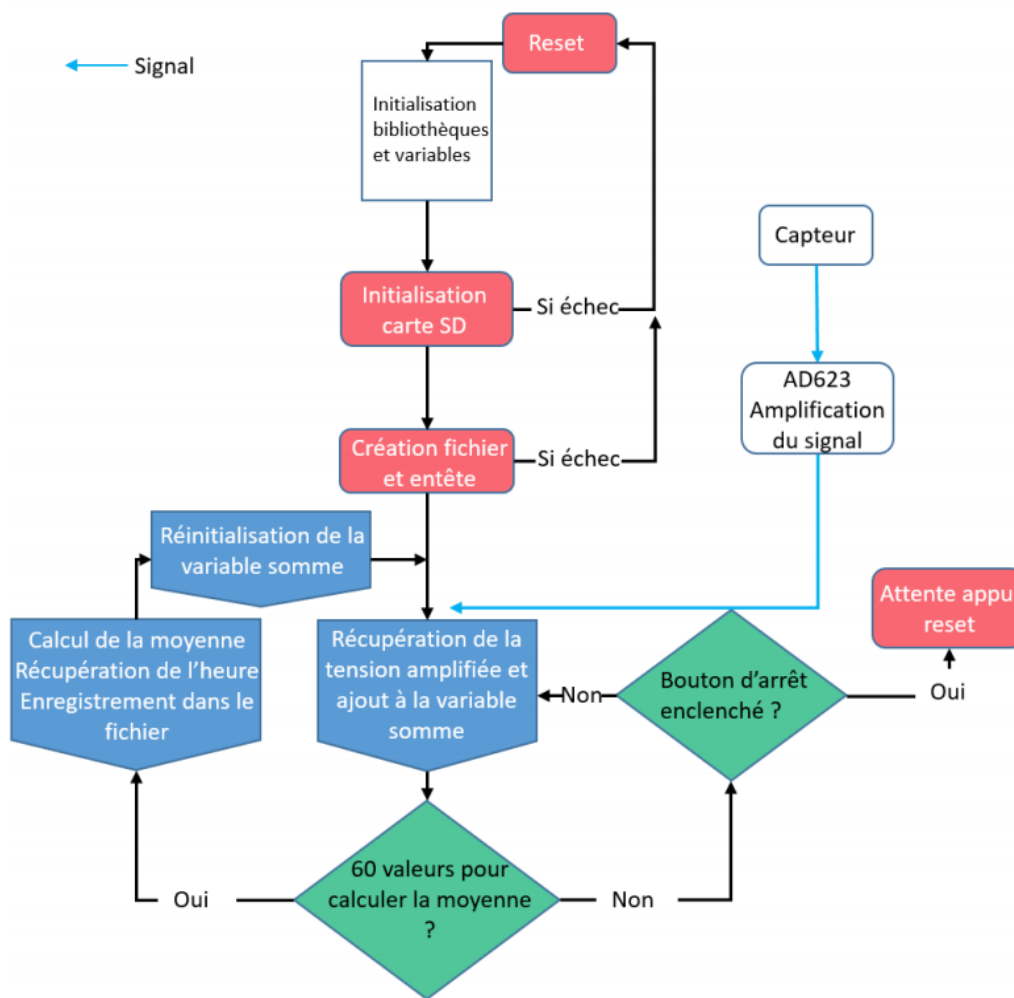 Reset
Signal
Initialisation
bibliothèques
et variables
Capteur
Initialisation
carte SD
Si échec
AD623
Amplification
du signal
Création fichier
et entête
Si échec
Réinitialisation de la
variable somme
Attente appui
reset
Calcul de la moyenne
Récupération de l'heure
Enregistrement dans le
fichier
Récupération de la
tension amplifiée et
ajout à la variable
somme
Non
Bouton d'arrêt
enclenché ?
Oui
60 valeurs pour
calculer la moyenne
?
Oui
Non